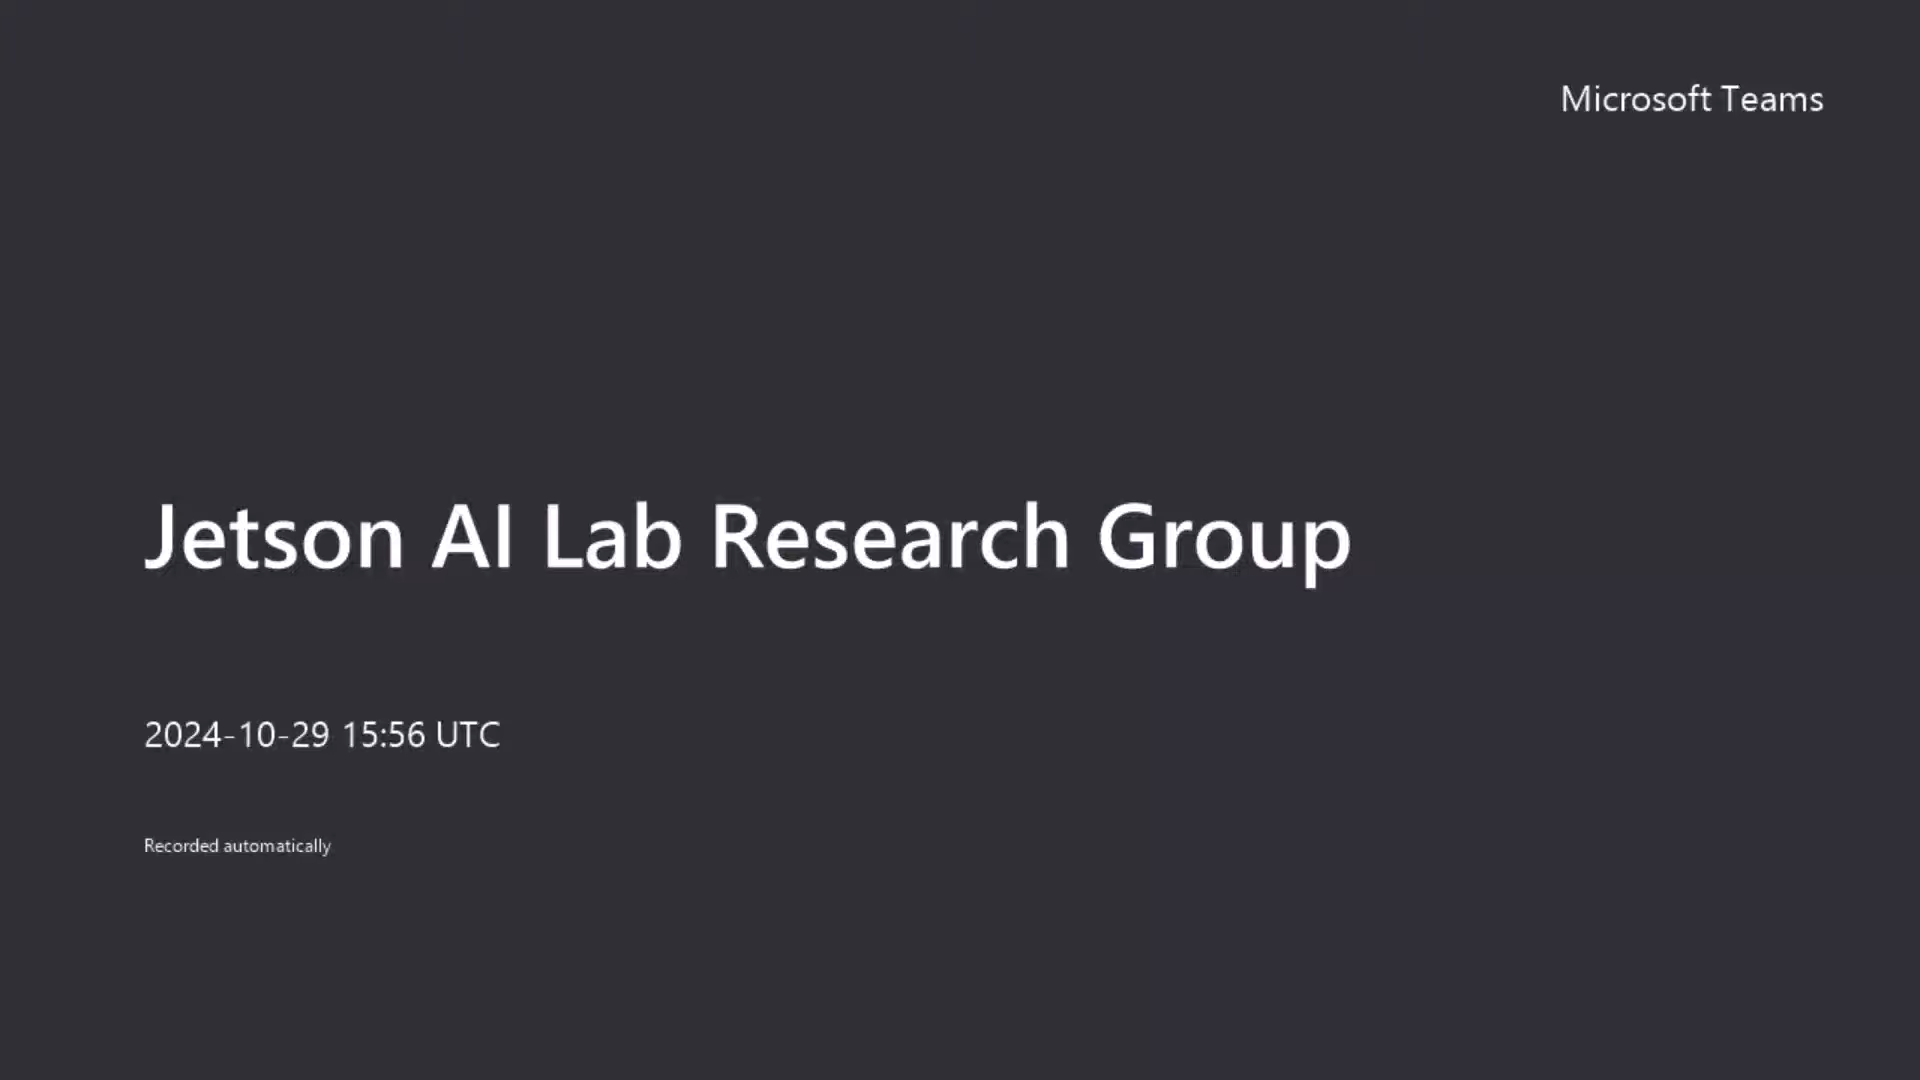 Microsoft Teams
Jetson AI Lab Research Group
2024-10-29 15:56 UTC
Recorded automatically